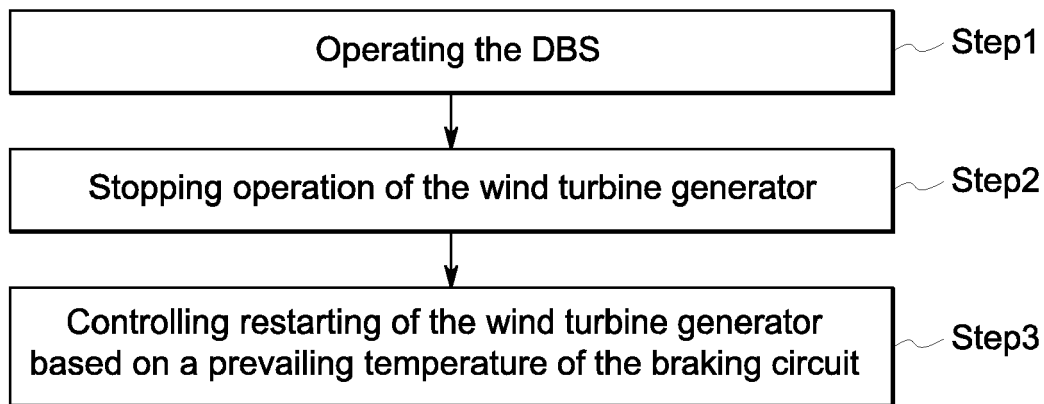 Operating the DBS
Step1
Stopping operation of the wind turbine generator
Step2
Controlling restarting of the wind turbine generator
based on a prevailing temperature of the braking circuit
Step3